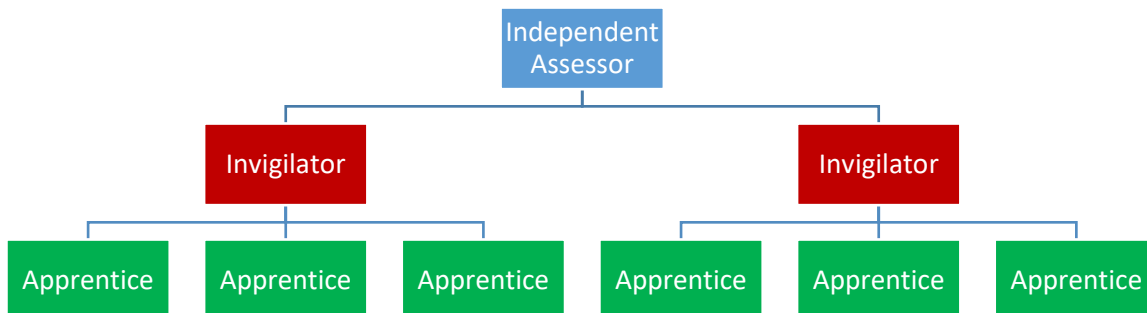 Independent
Assessor
Invigilator
Invigilator
Apprentice
Apprentice
Apprentice
Apprentice
Apprentice
Apprentice